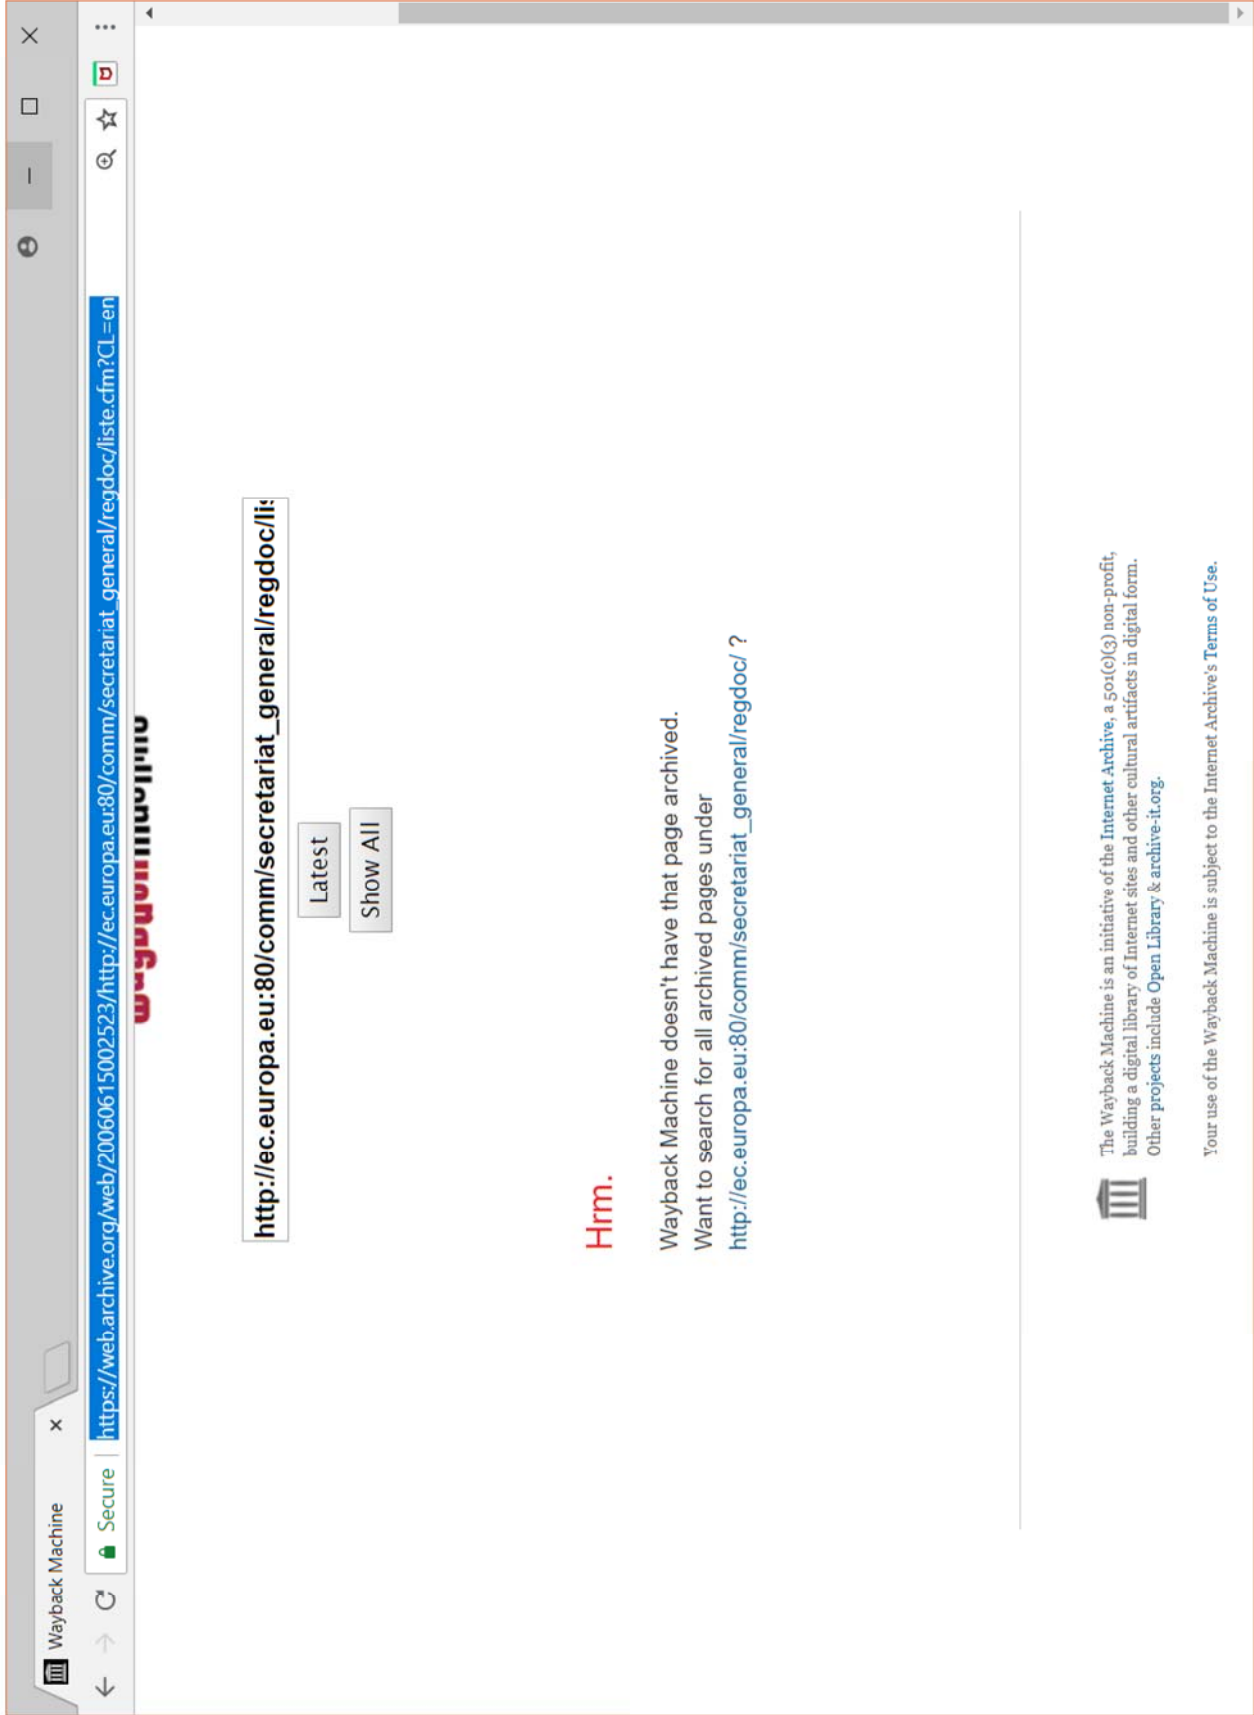 Wayback Machine
Secure
https://web.archive.org/web/20060615002523/http://ec.europa.eu:80/comm/secretariat_general/regdoc/liste.cfm?CL=en
http://ec.europa.eu:80/comm/secretariat_general/regdoc/lis
Latest
Show All
Hrm.
Wayback Machine doesn't have that page archived.
Want to search for all archived pages under
http://ec.europa.eu:80/comm/secretariat_general/regdoc/ ?
The Wayback Machine is an initiative of the Internet Archive, a 501(c)(3) non-profit,
building a digital library of Internet sites and other cultural artifacts in digital form.
Other projects include Open Library & archive-it.org.
Your use of the Wayback Machine is subject to the Internet Archive's Terms of Use.